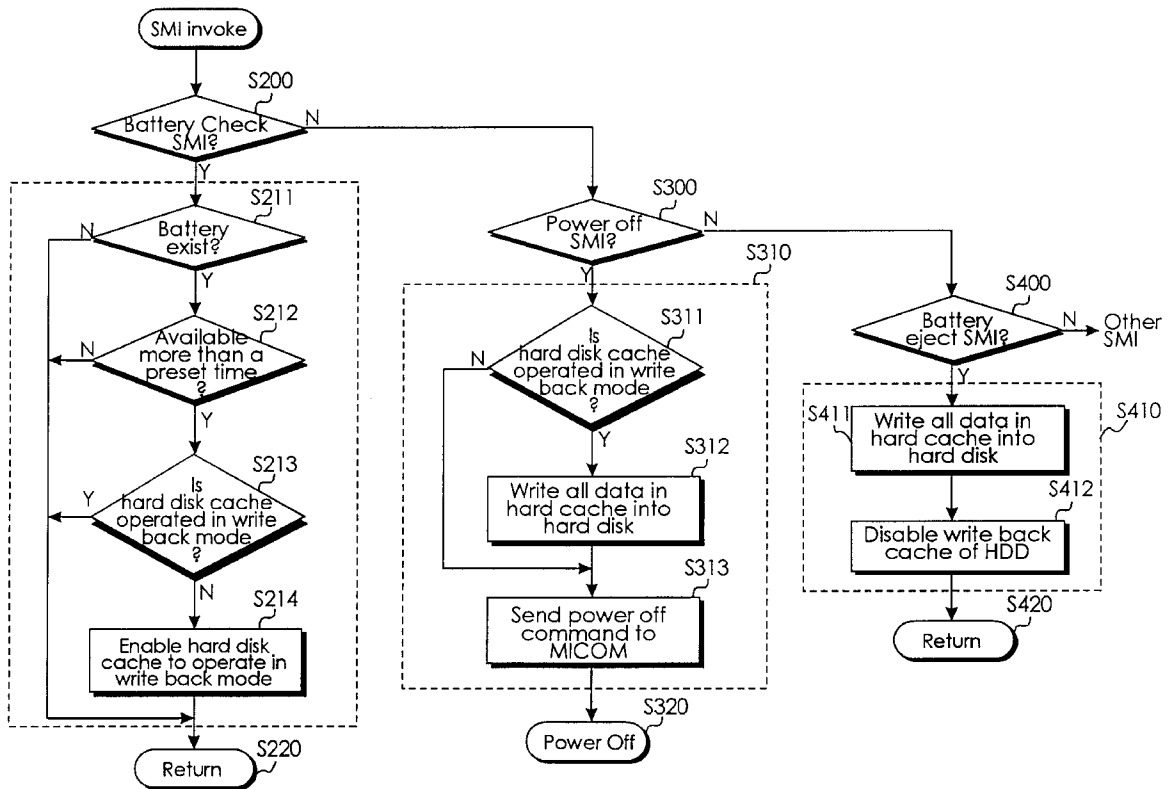 SMI invoke
S200
Battery Check
SMI?
N
Y
S211
Battery
exist?
N
Y
S212
Available
more than a
preset time
?
N
Y
S213
Is
hard disk cache
operated in write
back mode
?
Y
N
S214
Enable hard disk
cache to operate in
write back mode
S220
Return
S300
Power off
SMI?
N
Y
S310
S311
Is
hard disk cache
operated in write
back mode
?
N
Y
S312
Write all data in
hard cache into
hard disk
S313
Send power off
command to
MICOM
S320
Power Off
S400
Battery
eject SMI?
N
Other
SMI
Y
S410
S411
Write all data in
hard cache into
hard disk
S412
Disable write back
cache of HDD
S420
Return